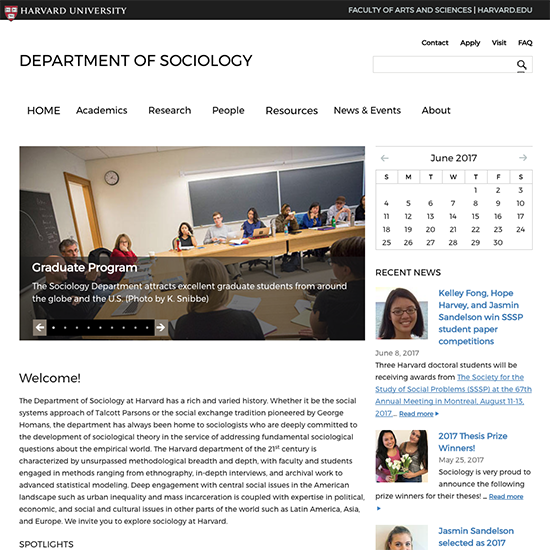 HARVARD UNIVERSITY
FACULTY OF ARTS AND SCIENCES | HARVARD.EDU
Contact Apply Visit FAQ
DEPARTMENT OF SOCIOLOGY
HOME Academics Research People Resources News & Events About
Graduate Program
The Sociology Department attracts excellent graduate students from around
the globe and the U.S. (Photo by K. Snibbe)
June 2017
S M T W T F S
1 2 3
4 5 6 7 8 9 10
11 12 13 14 15 16 17
18 19 20 21 22 23 24
25 26 27 28 29 30
RECENT NEWS
Kelley Fong, Hope
Harvey, and Jasmin
Sandelson win SSSP
student paper
competitions
June 8, 2017
Three Harvard doctoral students will be
receiving awards from The Society for the
Study of Social Problems (SSSP) at the 67th
Annual Meeting in Montreal, August 11-13,
2017.... Read more
2017 Thesis Prize
Winners!
May 25, 2017
Sociology is very proud to
announce the following
prize winners for their theses! ... Read more
Jasmin Sandelson
selected as 2017
Welcome!
The Department of Sociology at Harvard has a rich and varied history. Whether it be the social
systems approach of Talcott Parsons or the social exchange tradition pioneered by George
Homans, the department has always been home to sociologists who are deeply committed to
the development of sociological theory in the service of addressing fundamental sociological
questions about the empirical world. The Harvard department of the 21st century is
characterized by unsurpassed methodological breadth and depth, with faculty and students
engaged in methods ranging from ethnography, in-depth interviews, and archival work to
advanced statistical modeling. Deep engagement with central social issues in the American
landscape such as urban inequality and mass incarceration is coupled with expertise in political,
economic, and social and cultural issues in other parts of the world such as Latin America, Asia,
and Europe. We invite you to explore sociology at Harvard.
SPOTLIGHTS